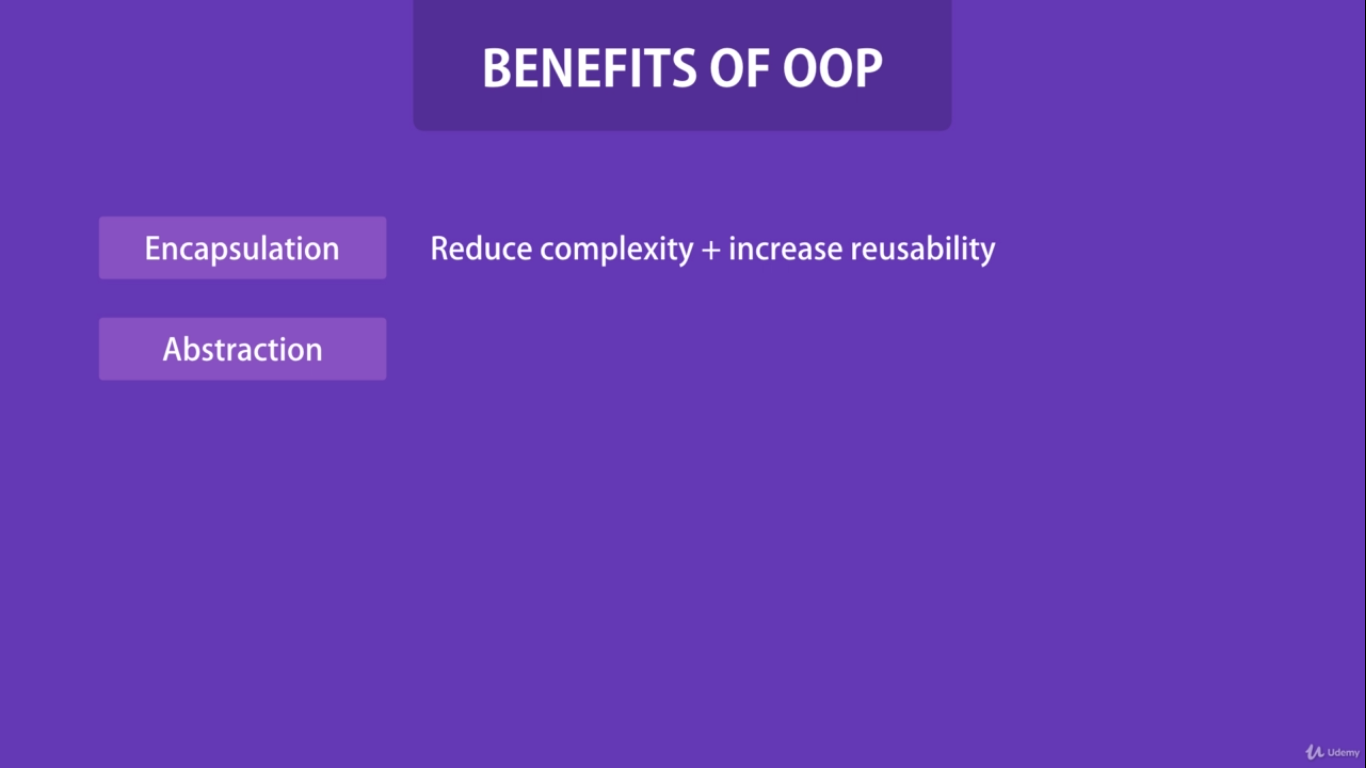 BENEFITS OF OOP
Encapsulation Reduce complexity + increase reusability
Abstraction
Udemy